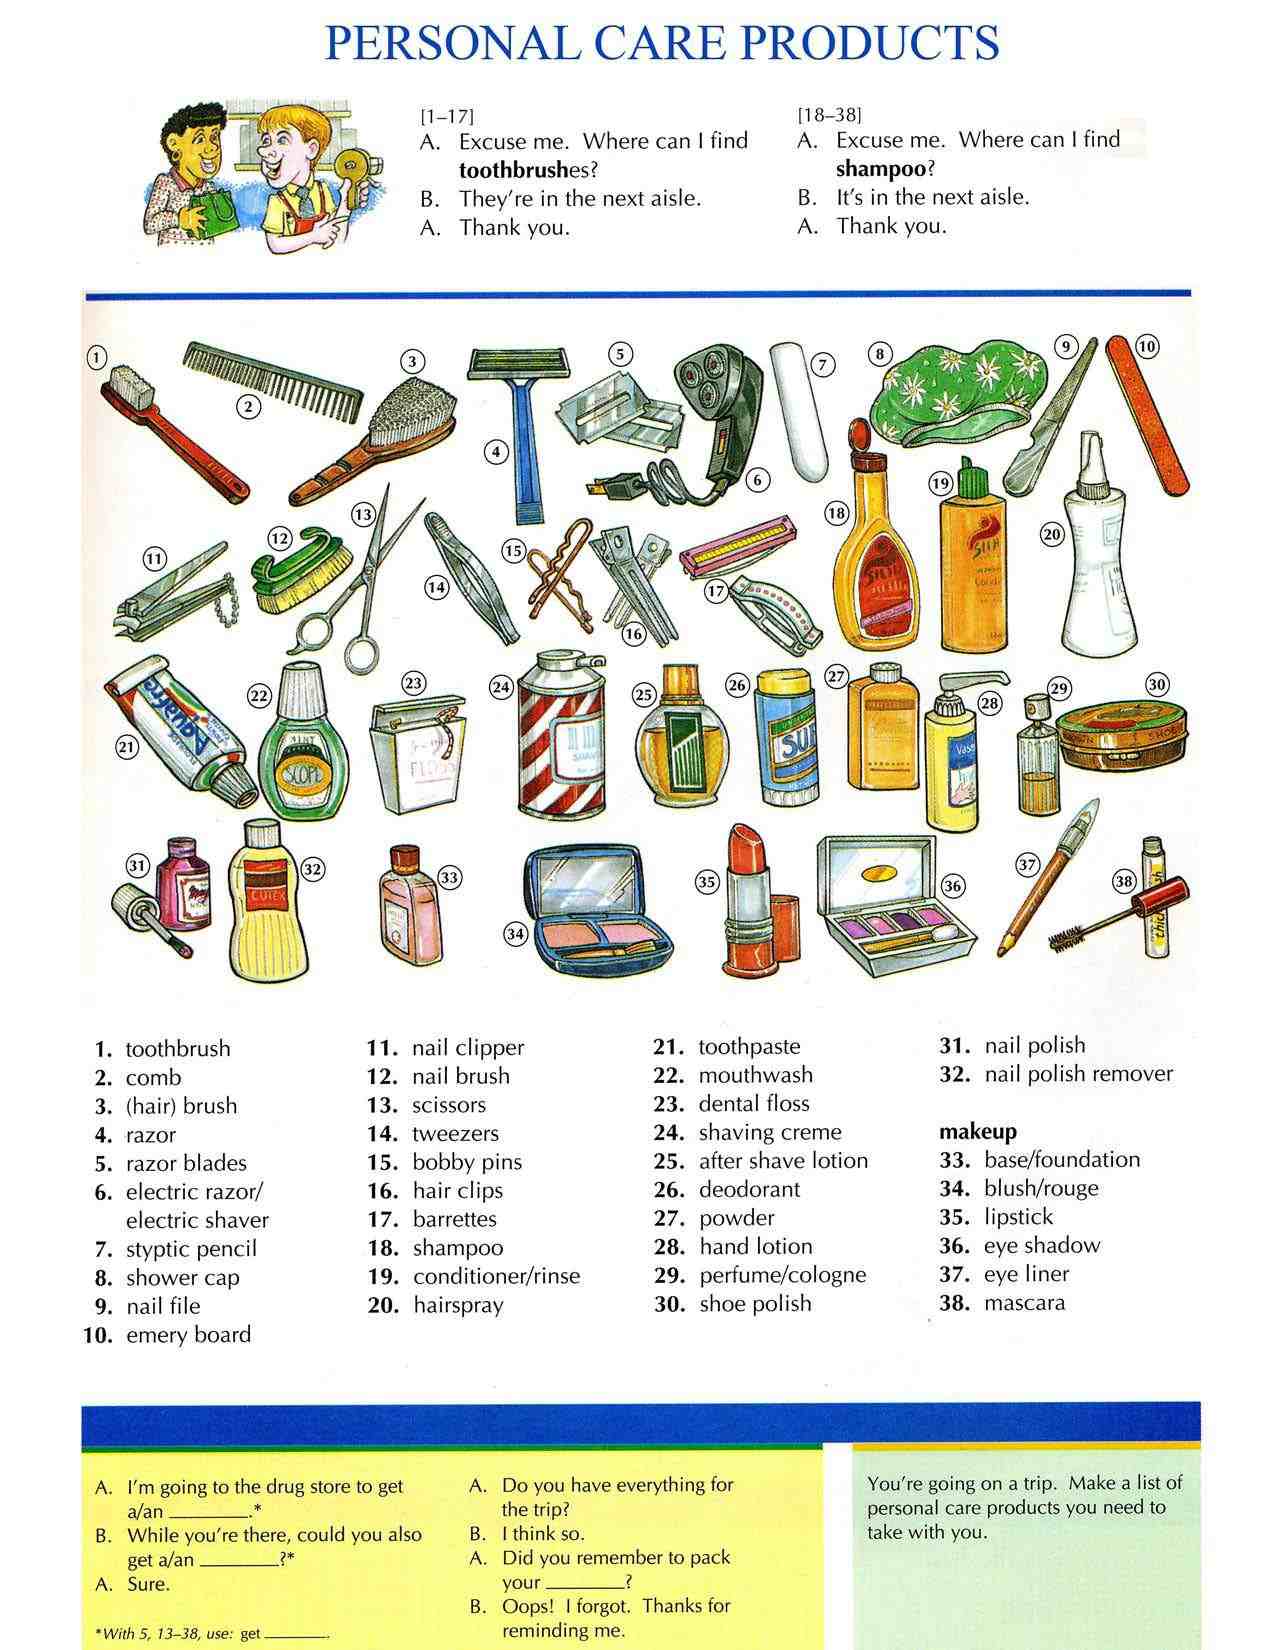 PERSONAL CARE PRODUCTS
[1–17]
A. Excuse me. Where can I find
toothbrushes?
B. They're in the next aisle.
A. Thank you.
[18–38]
A. Excuse me. Where can I find
shampoo?
B. It's in the next aisle.
A. Thank you.
1
2
3
4
5
6
7
8
9
10
11
12
13
14
15
16
17
18
19
20
21
Aquafre
22
SCOPE
23
FLOSS
24
25
26
27
28
Vase
29
30
SHOE
31
32
CUTEX
33
34
35
36
37
38
1. toothbrush
2. comb
3. (hair) brush
4. razor
5. razor blades
6. electric razor/
electric shaver
7. styptic pencil
8. shower cap
9. nail file
10. emery board
11. nail clipper
12. nail brush
13. scissors
14. tweezers
15. bobby pins
16. hair clips
17. barrettes
18. shampoo
19. conditioner/rinse
20. hairspray
21. toothpaste
22. mouthwash
23. dental floss
24. shaving creme
25. after shave lotion
26. deodorant
27. powder
28. hand lotion
29. perfume/cologne
30. shoe polish
31. nail polish
32. nail polish remover
makeup
33. base/foundation
34. blush/rouge
35. lipstick
36. eye shadow
37. eye liner
38. mascara
A. I'm going to the drug store to get
a/an ________.*
B. While you're there, could you also
get a/an ________?*
A. Sure.
*With 5, 13–38, use: get ________.
A. Do you have everything for
the trip?
B. I think so.
A. Did you remember to pack
your ________?
B. Oops! I forgot. Thanks for
reminding me.
You're going on a trip. Make a list of
personal care products you need to
take with you.